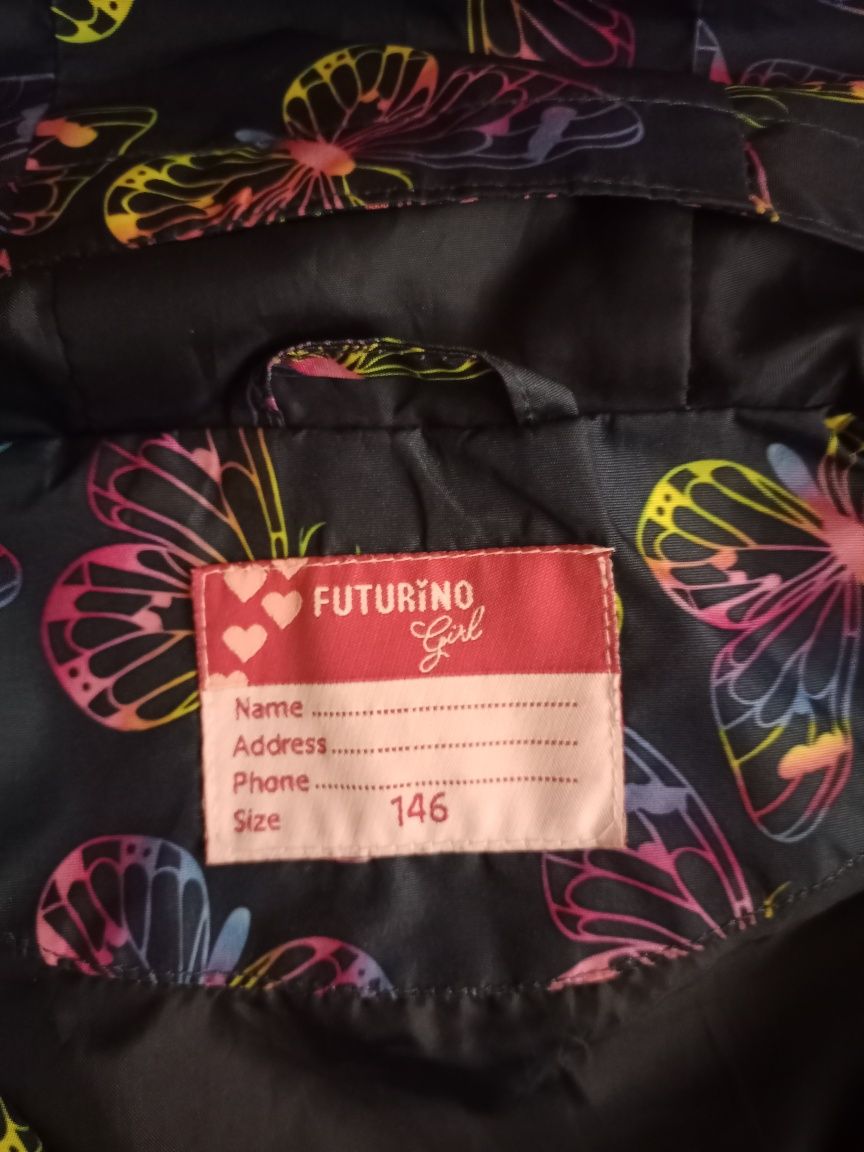 FUTURINO
Girl
Name ........................................
Address ........................................
Phone ........................................
Size 146